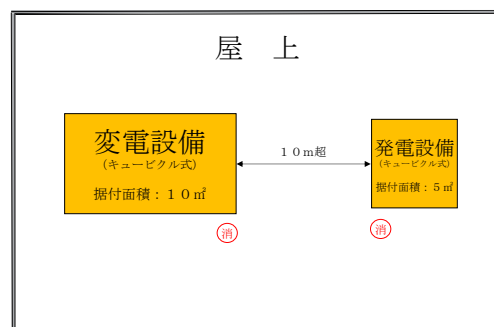 屋　上
変電設備
(キュービクル式)
据付面積：１０㎡
１０ｍ超
発電設備
(キュービクル式)
据付面積：５㎡
消
消